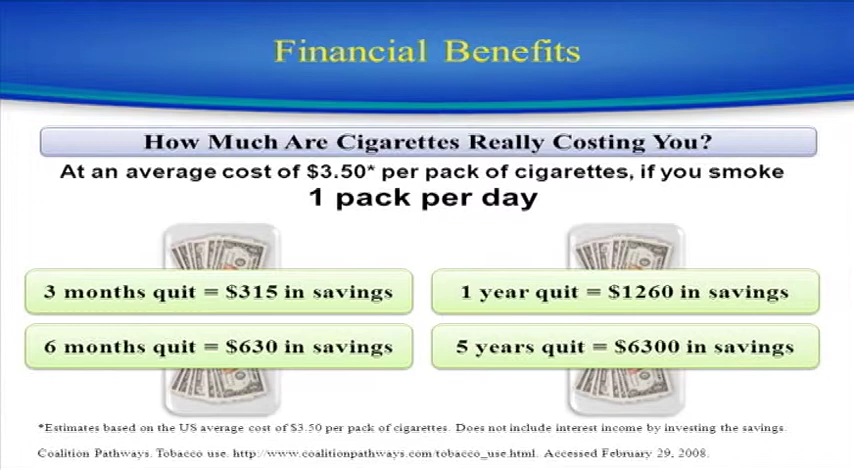 Financial Benefits
How Much Are Cigarettes Really Costing You?
At an average cost of $3.50* per pack of cigarettes, if you smoke
1 pack per day
3 months quit = $315 in savings
1 year quit = $1260 in savings
6 months quit = $630 in savings
5 years quit = $6300 in savings
*Estimates based on the US average cost of $3.50 per pack of cigarettes. Does not include interest income by investing the savings.
Coalition Pathways. Tobacco use. http://www.coalitionpathways.com/tobacco_use.html. Accessed February 29, 2008.